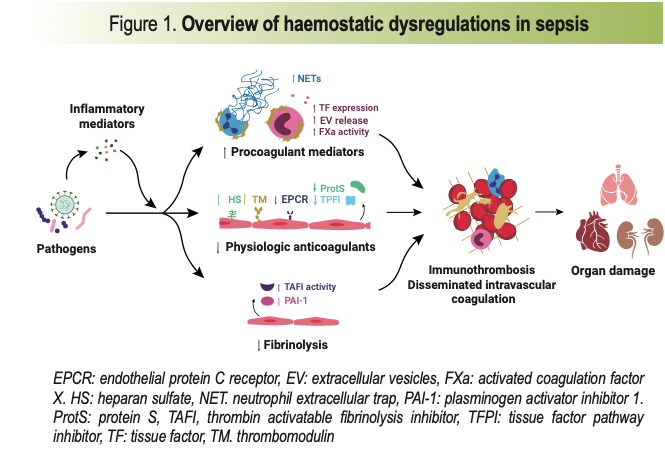 Figure 1. Overview of haemostatic dysregulations in sepsis
Inflammatory
mediators
Pathogens
↑ NETs
↑ TF expression
↑ EV release
↑ FXa activity
↑ Procoagulant mediators
↓ ProtS
↓ TPFI
HS
TM
↓ EPCR
↓ Physiologic anticoagulants
TAFI activity
PAI-1
↓ Fibrinolysis
Immunothrombosis
Disseminated intravascular
coagulation
Organ damage
EPCR: endothelial protein C receptor, EV: extracellular vesicles, FXa: activated coagulation factor
X. HS: heparan sulfate, NET. neutrophil extracellular trap, PAI-1: plasminogen activator inhibitor 1.
ProtS: protein S, TAFI, thrombin activatable fibrinolysis inhibitor, TFPI: tissue factor pathway
inhibitor, TF: tissue factor, TM. thrombomodulin